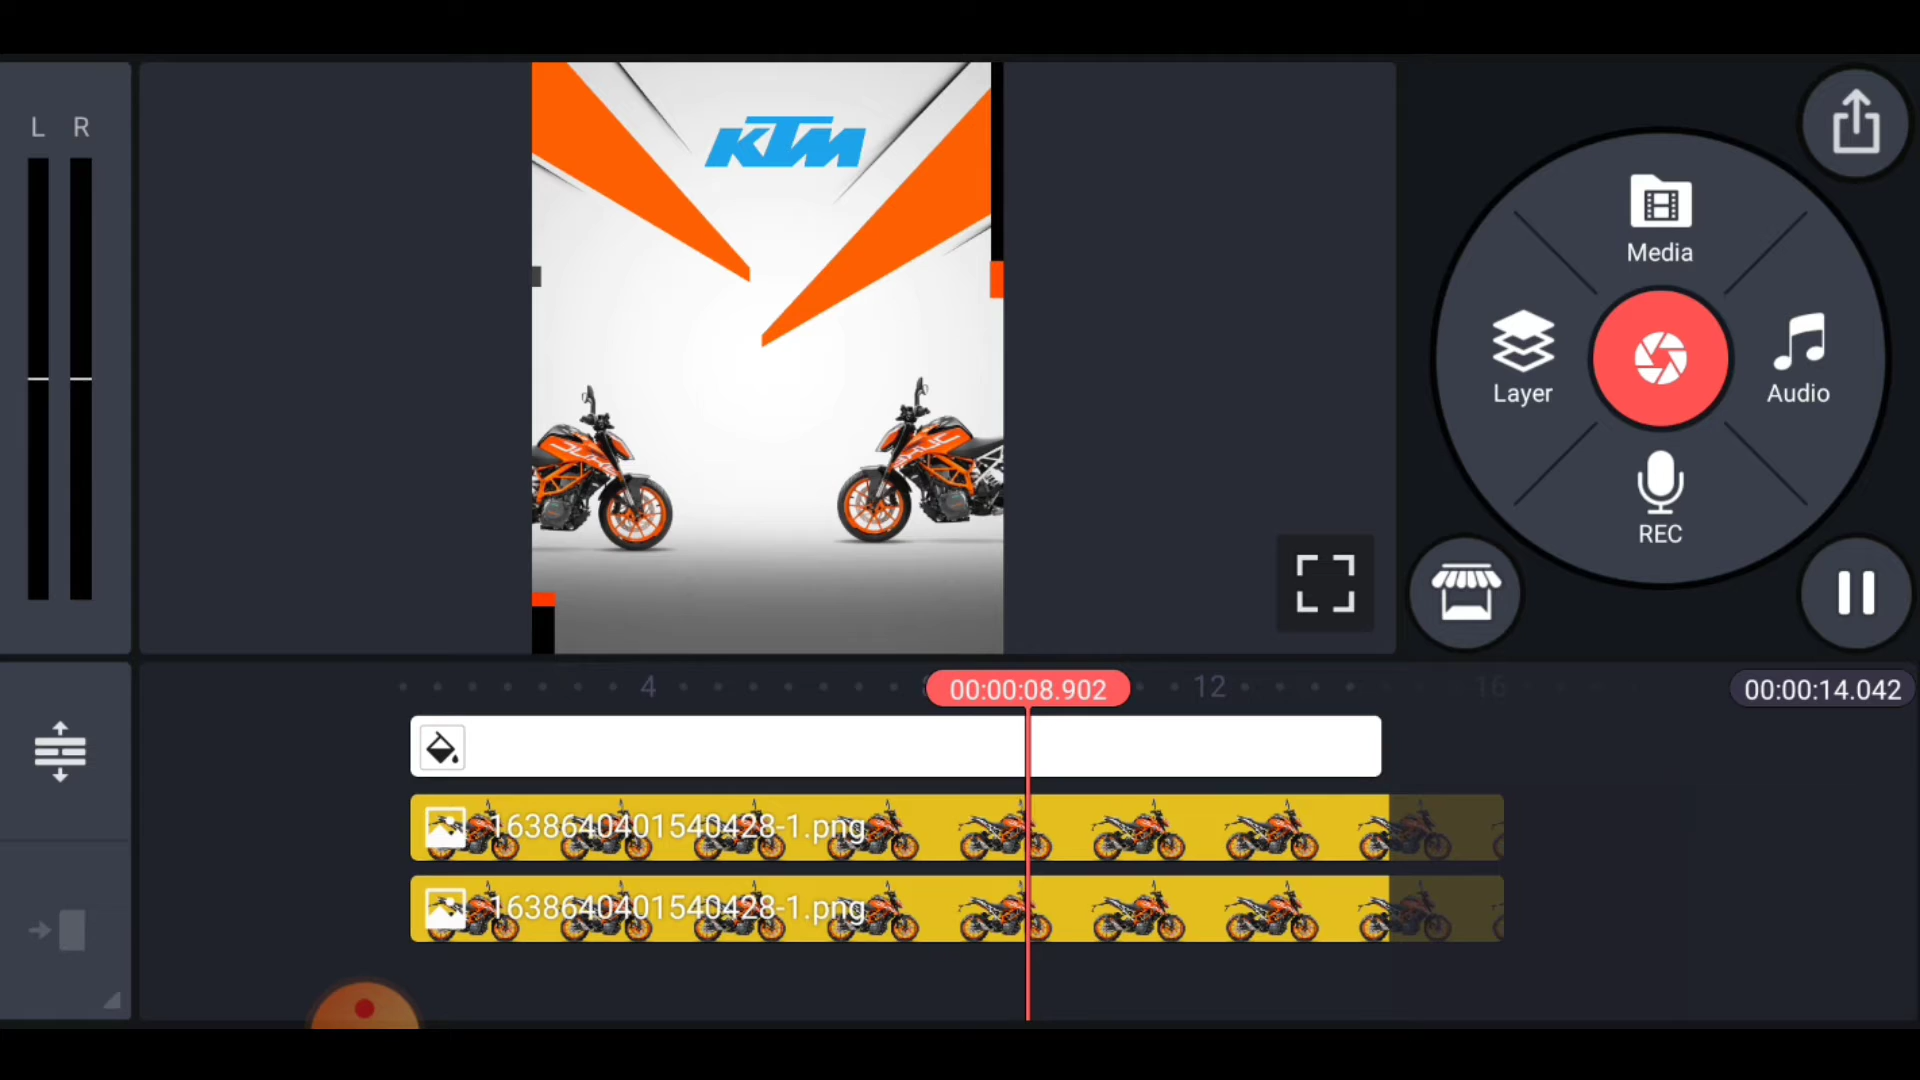 L R
KTM
Media
Layer
Audio
REC
4
00:00:08.902
12
16
00:00:14.042
1638640401540428-1.png
1638640401540428-1.png